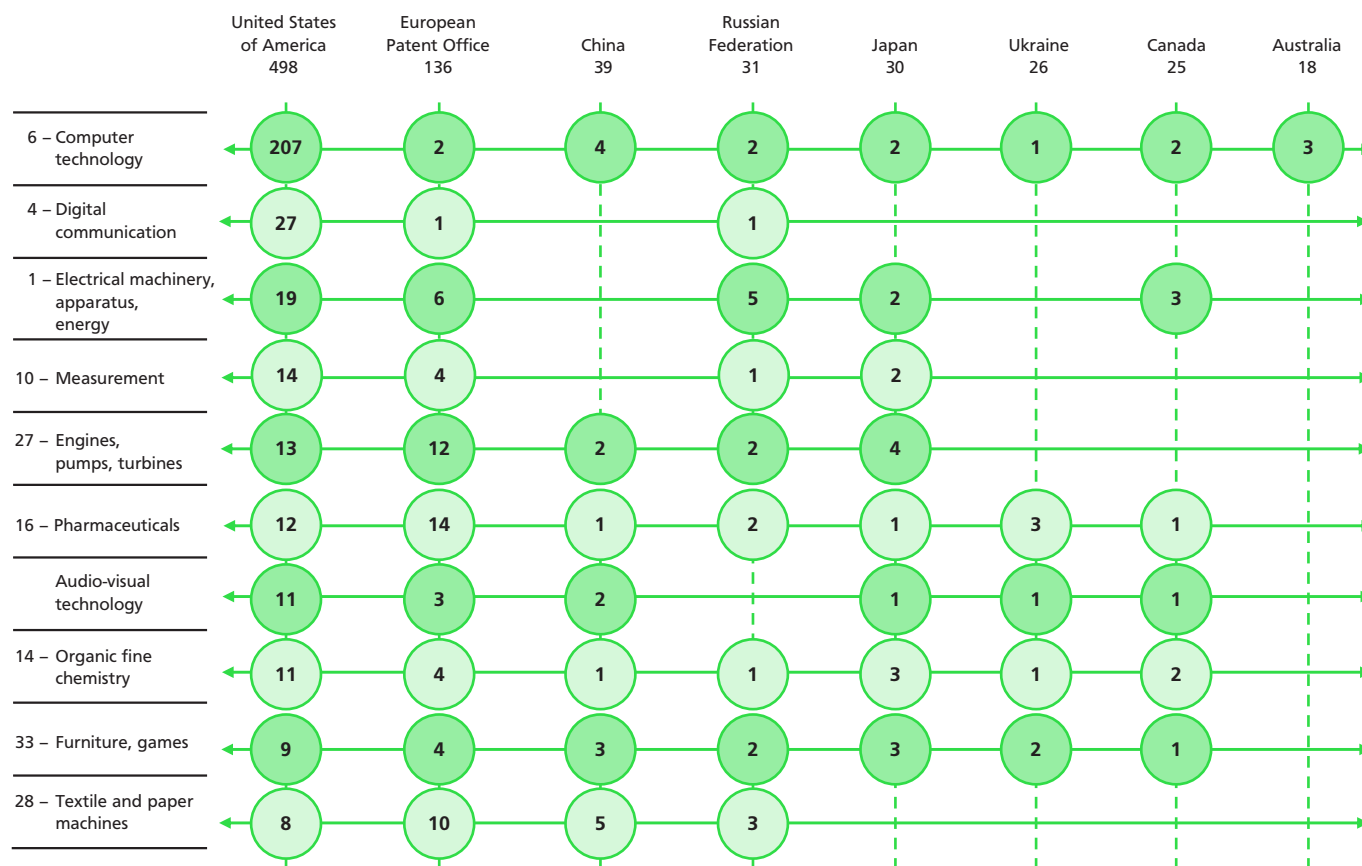 United States
of America
498
European
Patent Office
136
China
39
Russian
Federation
31
Japan
30
Ukraine
26
Canada
25
Australia
18
6 – Computer
technology
207 2 4 2 2 1 2 3
4 – Digital
communication
27 1 1
1 – Electrical machinery,
apparatus,
energy
19 6 5 2 3
10 – Measurement
14 4 1 2
27 – Engines,
pumps, turbines
13 12 2 2 4
16 – Pharmaceuticals
12 14 1 2 1 3 1
Audio-visual
technology
11 3 2 1 1 1
14 – Organic fine
chemistry
11 4 1 1 3 1 2
33 – Furniture, games
9 4 3 2 3 2 1
28 – Textile and paper
machines
8 10 5 3